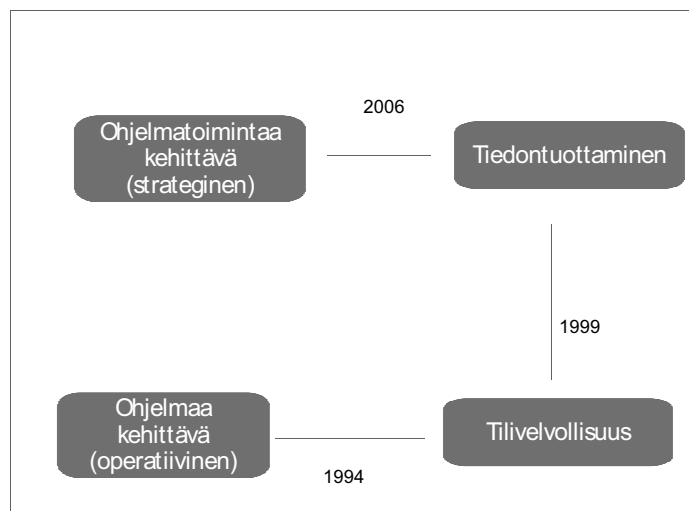 2006
Ohjelmatoimintaa
kehittävä
(strateginen)
Tiedontuottaminen
1999
Ohjelmaa
kehittävä
(operatiivinen)
Tilivelvollisuus
1994